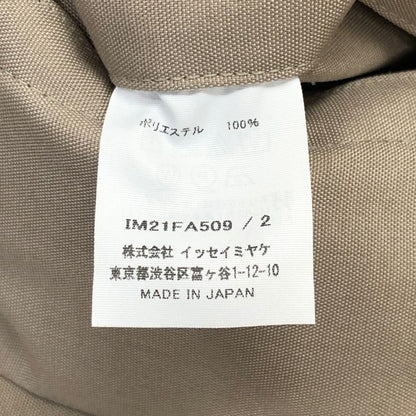 ポリエステル 100%
IM21FA509 / 2
株式会社 イッセイミヤケ
東京都渋谷区富ヶ谷1-12-10
MADE IN JAPAN